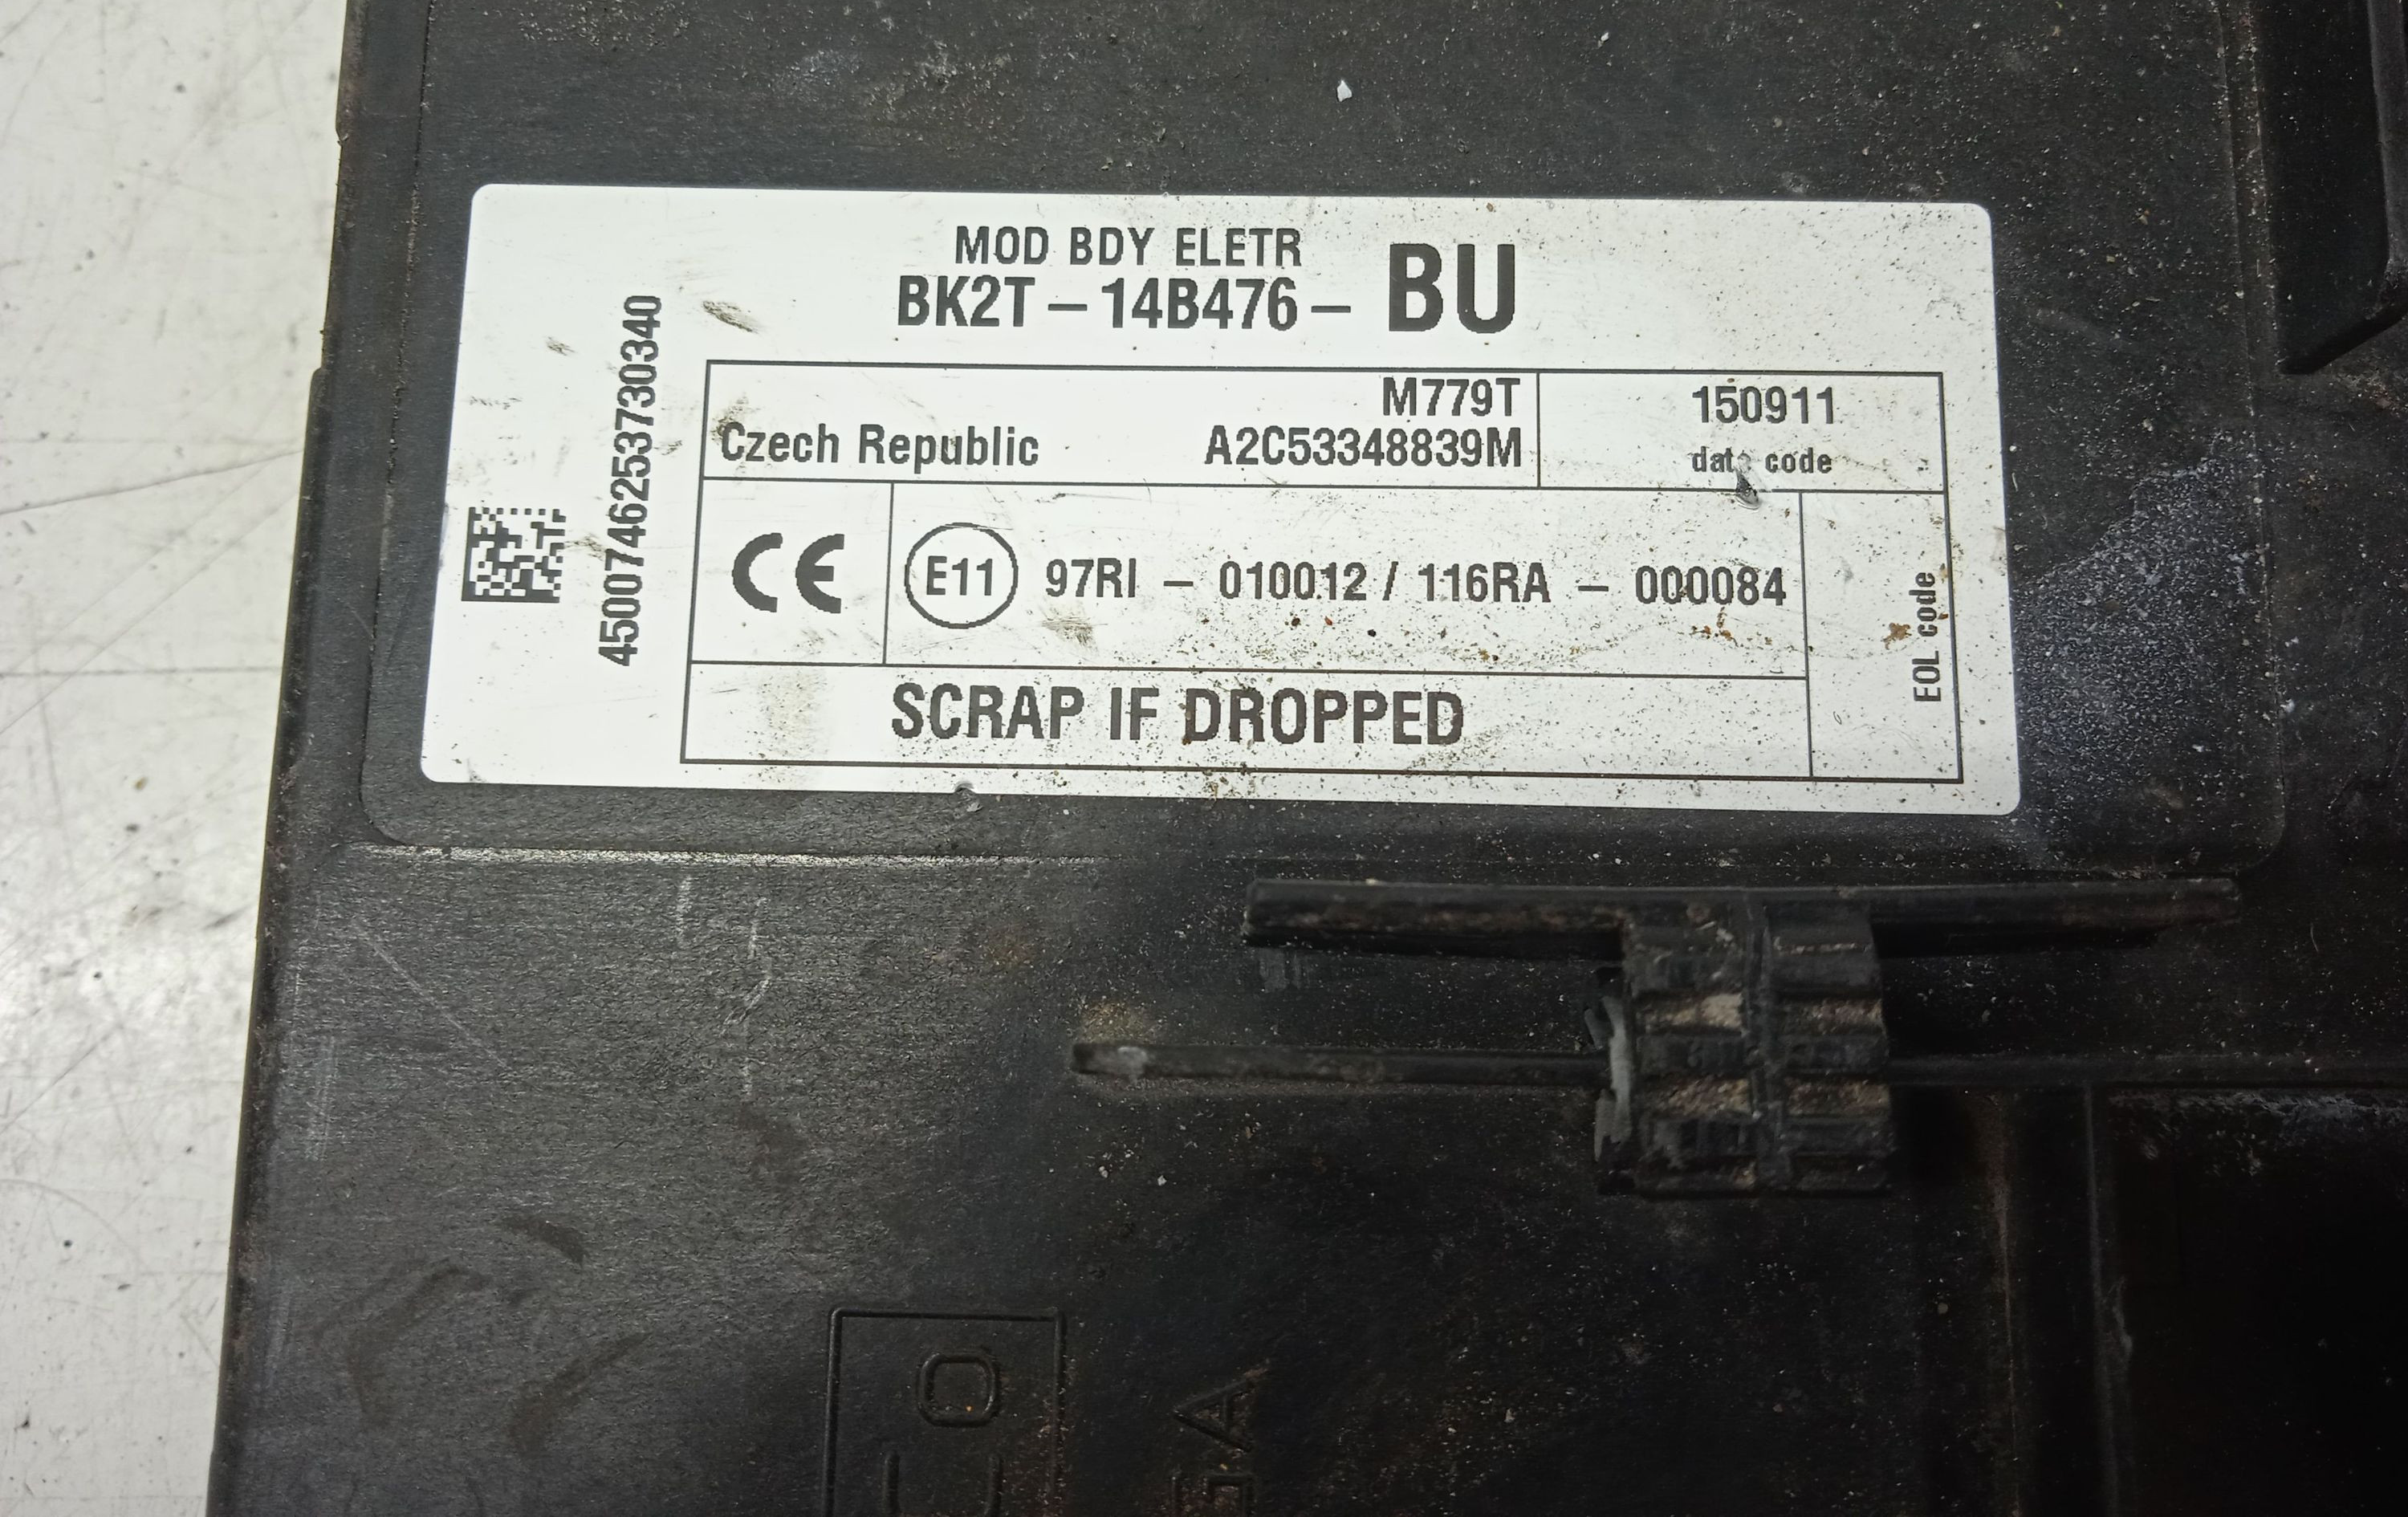 MOD BDY ELETR
BK2T – 14B476 – BU
4500746253730340
M779T
Czech Republic A2C53348839M
150911
date code
CE
E11 97RI – 010012 / 116RA – 000084
EOL code
SCRAP IF DROPPED